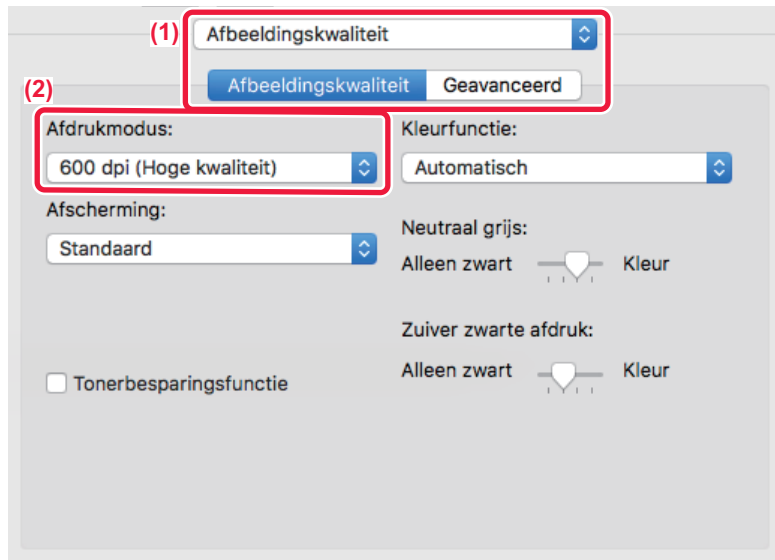 (1)
Afbeeldingskwaliteit
Afbeeldingskwaliteit Geavanceerd
(2)
Afdrukmodus:
600 dpi (Hoge kwaliteit)
Afscherming:
Standaard
Tonerbesparingsfunctie
Kleurfunctie:
Automatisch
Neutraal grijs:
Alleen zwart Kleur
Zuiver zwarte afdruk:
Alleen zwart Kleur